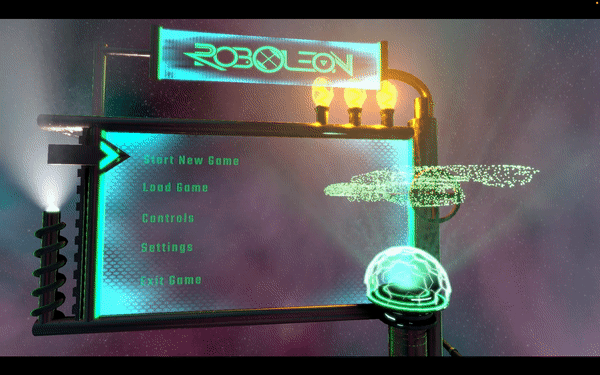 ROBOLEON
Start New Game
Load Game
Controls
Settings
Exit Game